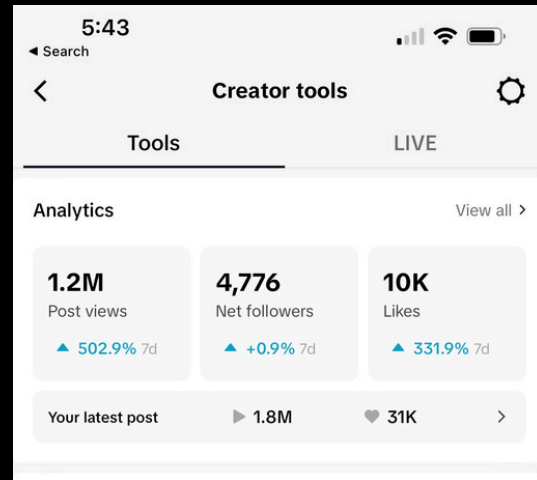 5:43
◄ Search
Creator tools
Tools LIVE
Analytics View all >
1.2M 4,776 10K
Post views Net followers Likes
▲ 502.9% 7d ▲ +0.9% 7d ▲ 331.9% 7d
Your latest post 1.8M 31K >